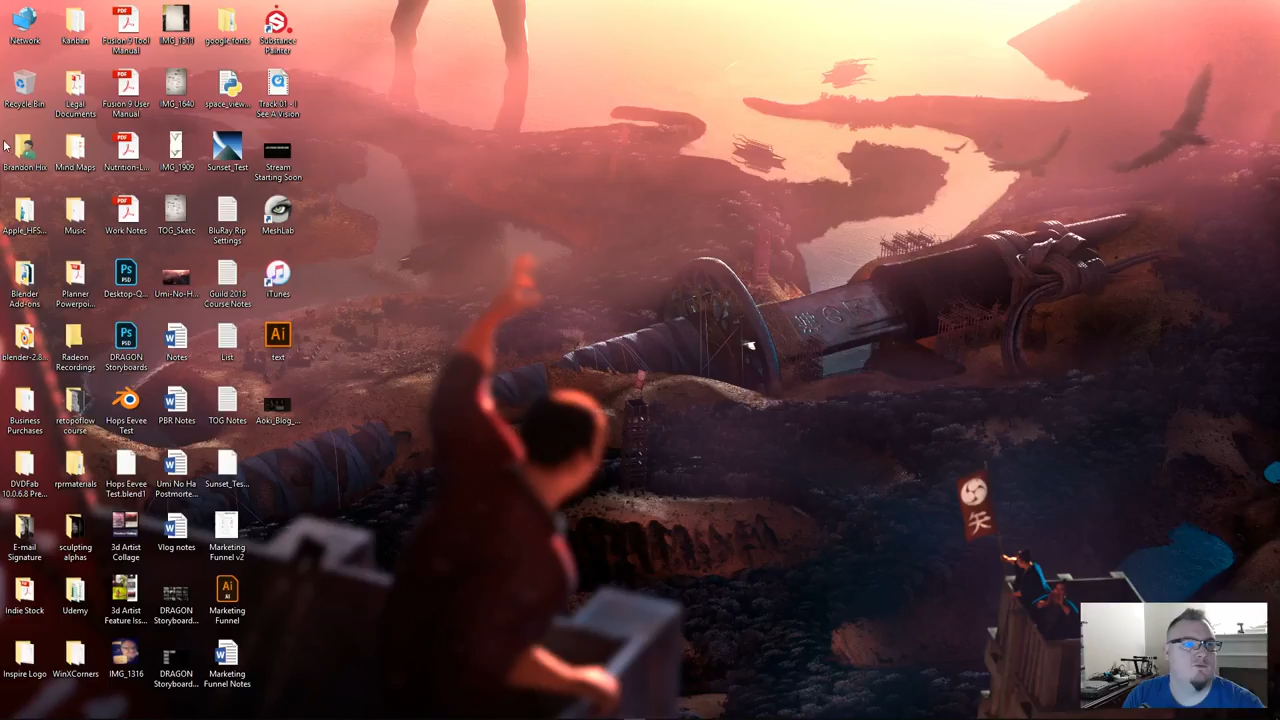 Network
Kanban
Fusion 9 Tool
Manual
IMG_1311
google-fonts
Substance
Painter
Recycle Bin
Legal
Documents
Fusion 9 User
Manual
IMG_1640
space_view...
Track 01 - I
See A Vision
Brandon Hix
Mind Maps
Nutrition-L...
IMG_1909
Sunset_Test
Stream
Starting Soon
Apple_HFS...
Music
Work Notes
TOG_Sketc
BluRay Rip
Settings
MeshLab
Blender
Add-ons
Planner
Powerpoi...
Desktop-Q...
Umi-No-H...
Guild 2018
Course Notes
iTunes
blender-2.8...
Radeon
Recordings
DRAGON
Storyboards
Notes
List
text
Business
Purchases
retopoflow
course
Hops Eevee
Test
PBR Notes
TOG Notes
Aoki_Blog_...
DVDFab
10.0.6.8 Pre...
rprmaterials
Hops Eevee
Test.blend1
Umi No Ha
Postmorte...
Sunset_Tes...
E-mail
Signature
sculpting
alphas
3d Artist
Collage
Vlog notes
Marketing
Funnel v2
Indie Stock
Udemy
3d Artist
Feature Iss...
DRAGON
Storyboard...
Marketing
Funnel
Inspire Logo
WinXCorners
IMG_1316
DRAGON
Storyboard...
Marketing
Funnel Notes
矢